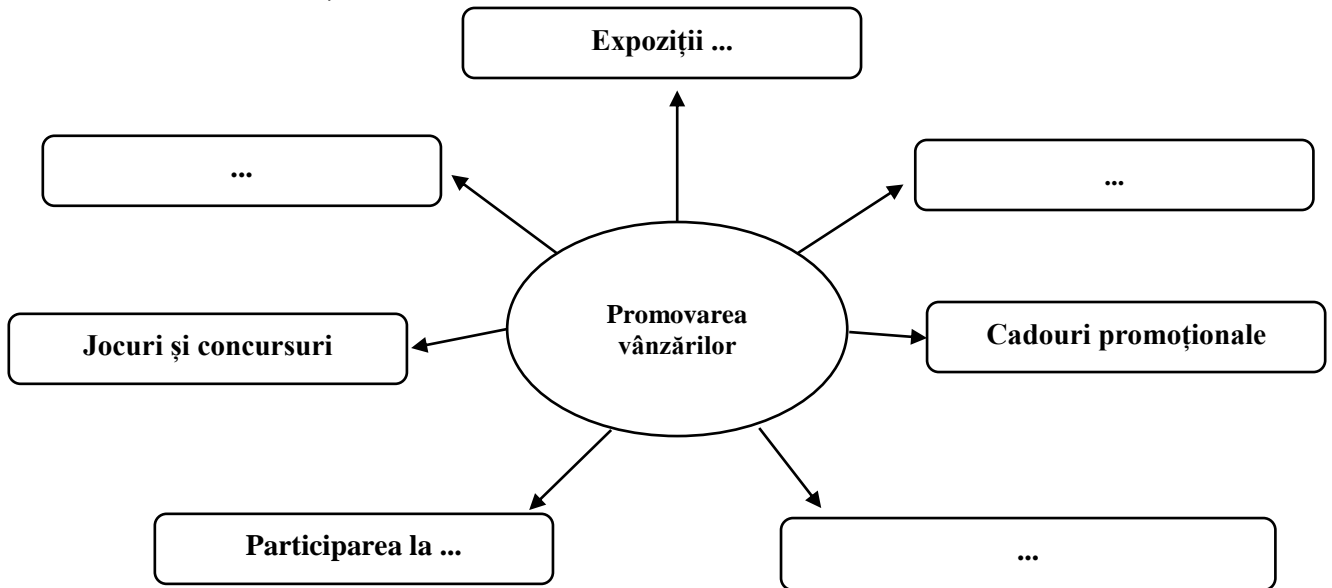 Expoziții ...
...
...
Promovarea
vânzărilor
Jocuri și concursuri
Cadouri promoționale
Participarea la ...
...